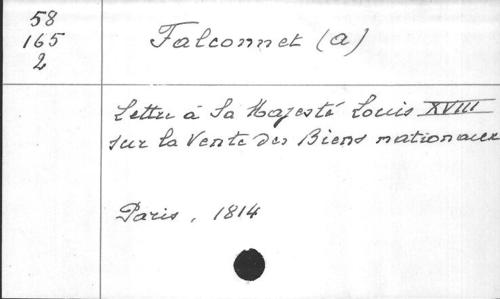 58
165
2
Falconnet (a)
Lettre à Sa Majesté Louis XVIII
sur la Vente des Biens nationaux
Paris, 1814